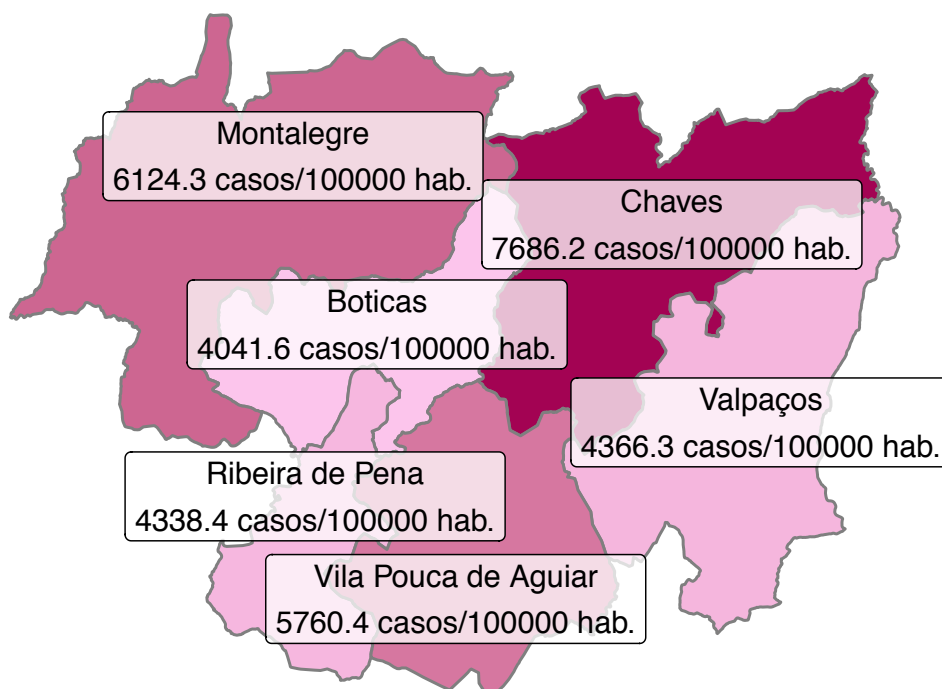 Montalegre
6124.3 casos/100000 hab.
Chaves
7686.2 casos/100000 hab.
Boticas
4041.6 casos/100000 hab.
Valpaços
4366.3 casos/100000 hab.
Ribeira de Pena
4338.4 casos/100000 hab.
Vila Pouca de Aguiar
5760.4 casos/100000 hab.